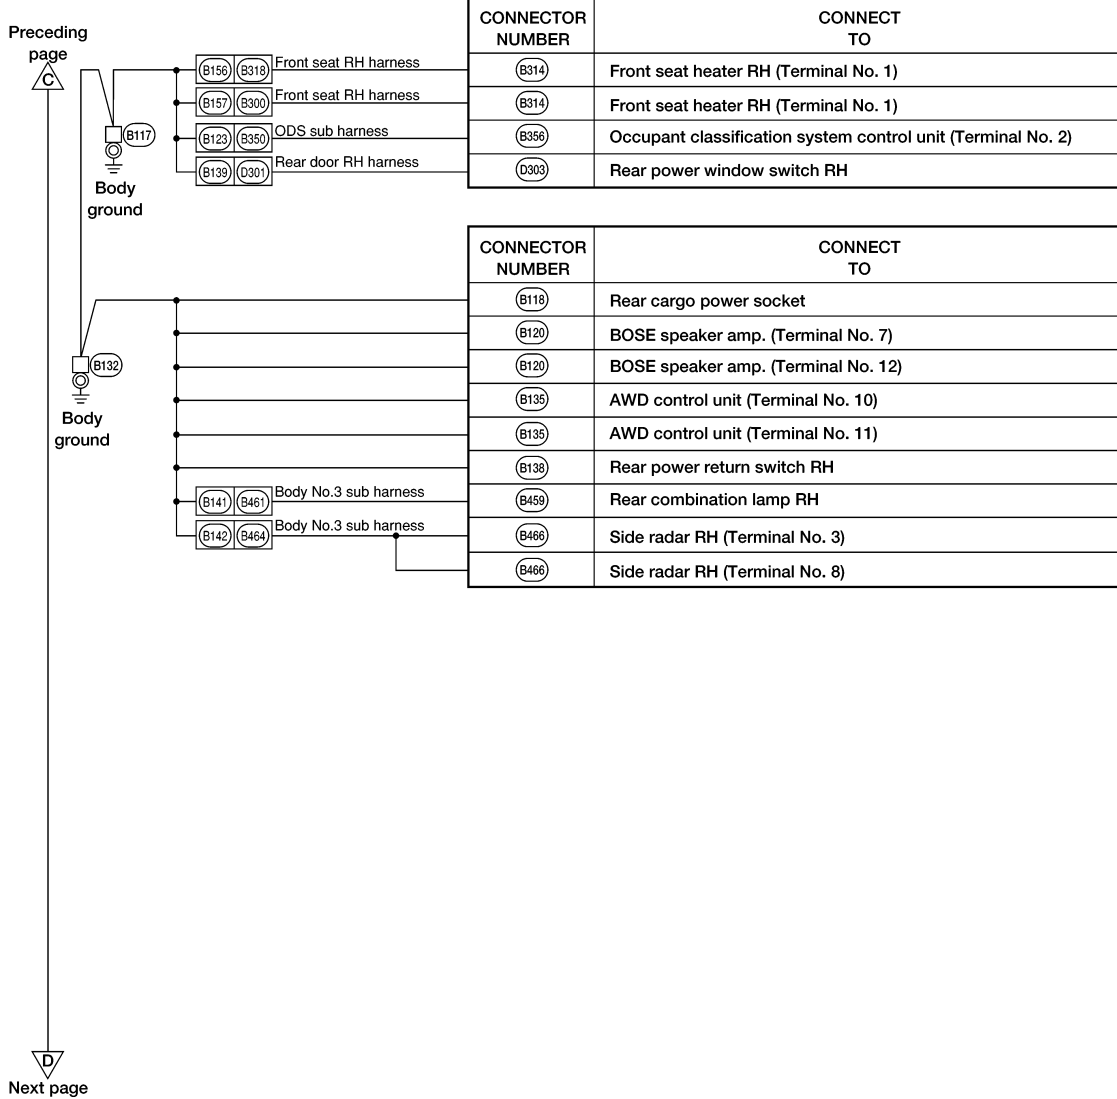 Preceding
page
C
CONNECTOR
NUMBER
CONNECT
TO
B156 B318 Front seat RH harness B314 Front seat heater RH (Terminal No. 1)
B157 B300 Front seat RH harness B314 Front seat heater RH (Terminal No. 1)
B117
B123 B350 ODS sub harness B356 Occupant classification system control unit (Terminal No. 2)
B139 D301 Rear door RH harness D303 Rear power window switch RH
Body
ground
CONNECTOR
NUMBER
CONNECT
TO
B118 Rear cargo power socket
B120 BOSE speaker amp. (Terminal No. 7)
B132
B120 BOSE speaker amp. (Terminal No. 12)
B135 AWD control unit (Terminal No. 10)
Body
ground
B135 AWD control unit (Terminal No. 11)
B138 Rear power return switch RH
B141 B461 Body No.3 sub harness B459 Rear combination lamp RH
B142 B464 Body No.3 sub harness B466 Side radar RH (Terminal No. 3)
B466 Side radar RH (Terminal No. 8)
D
Next page